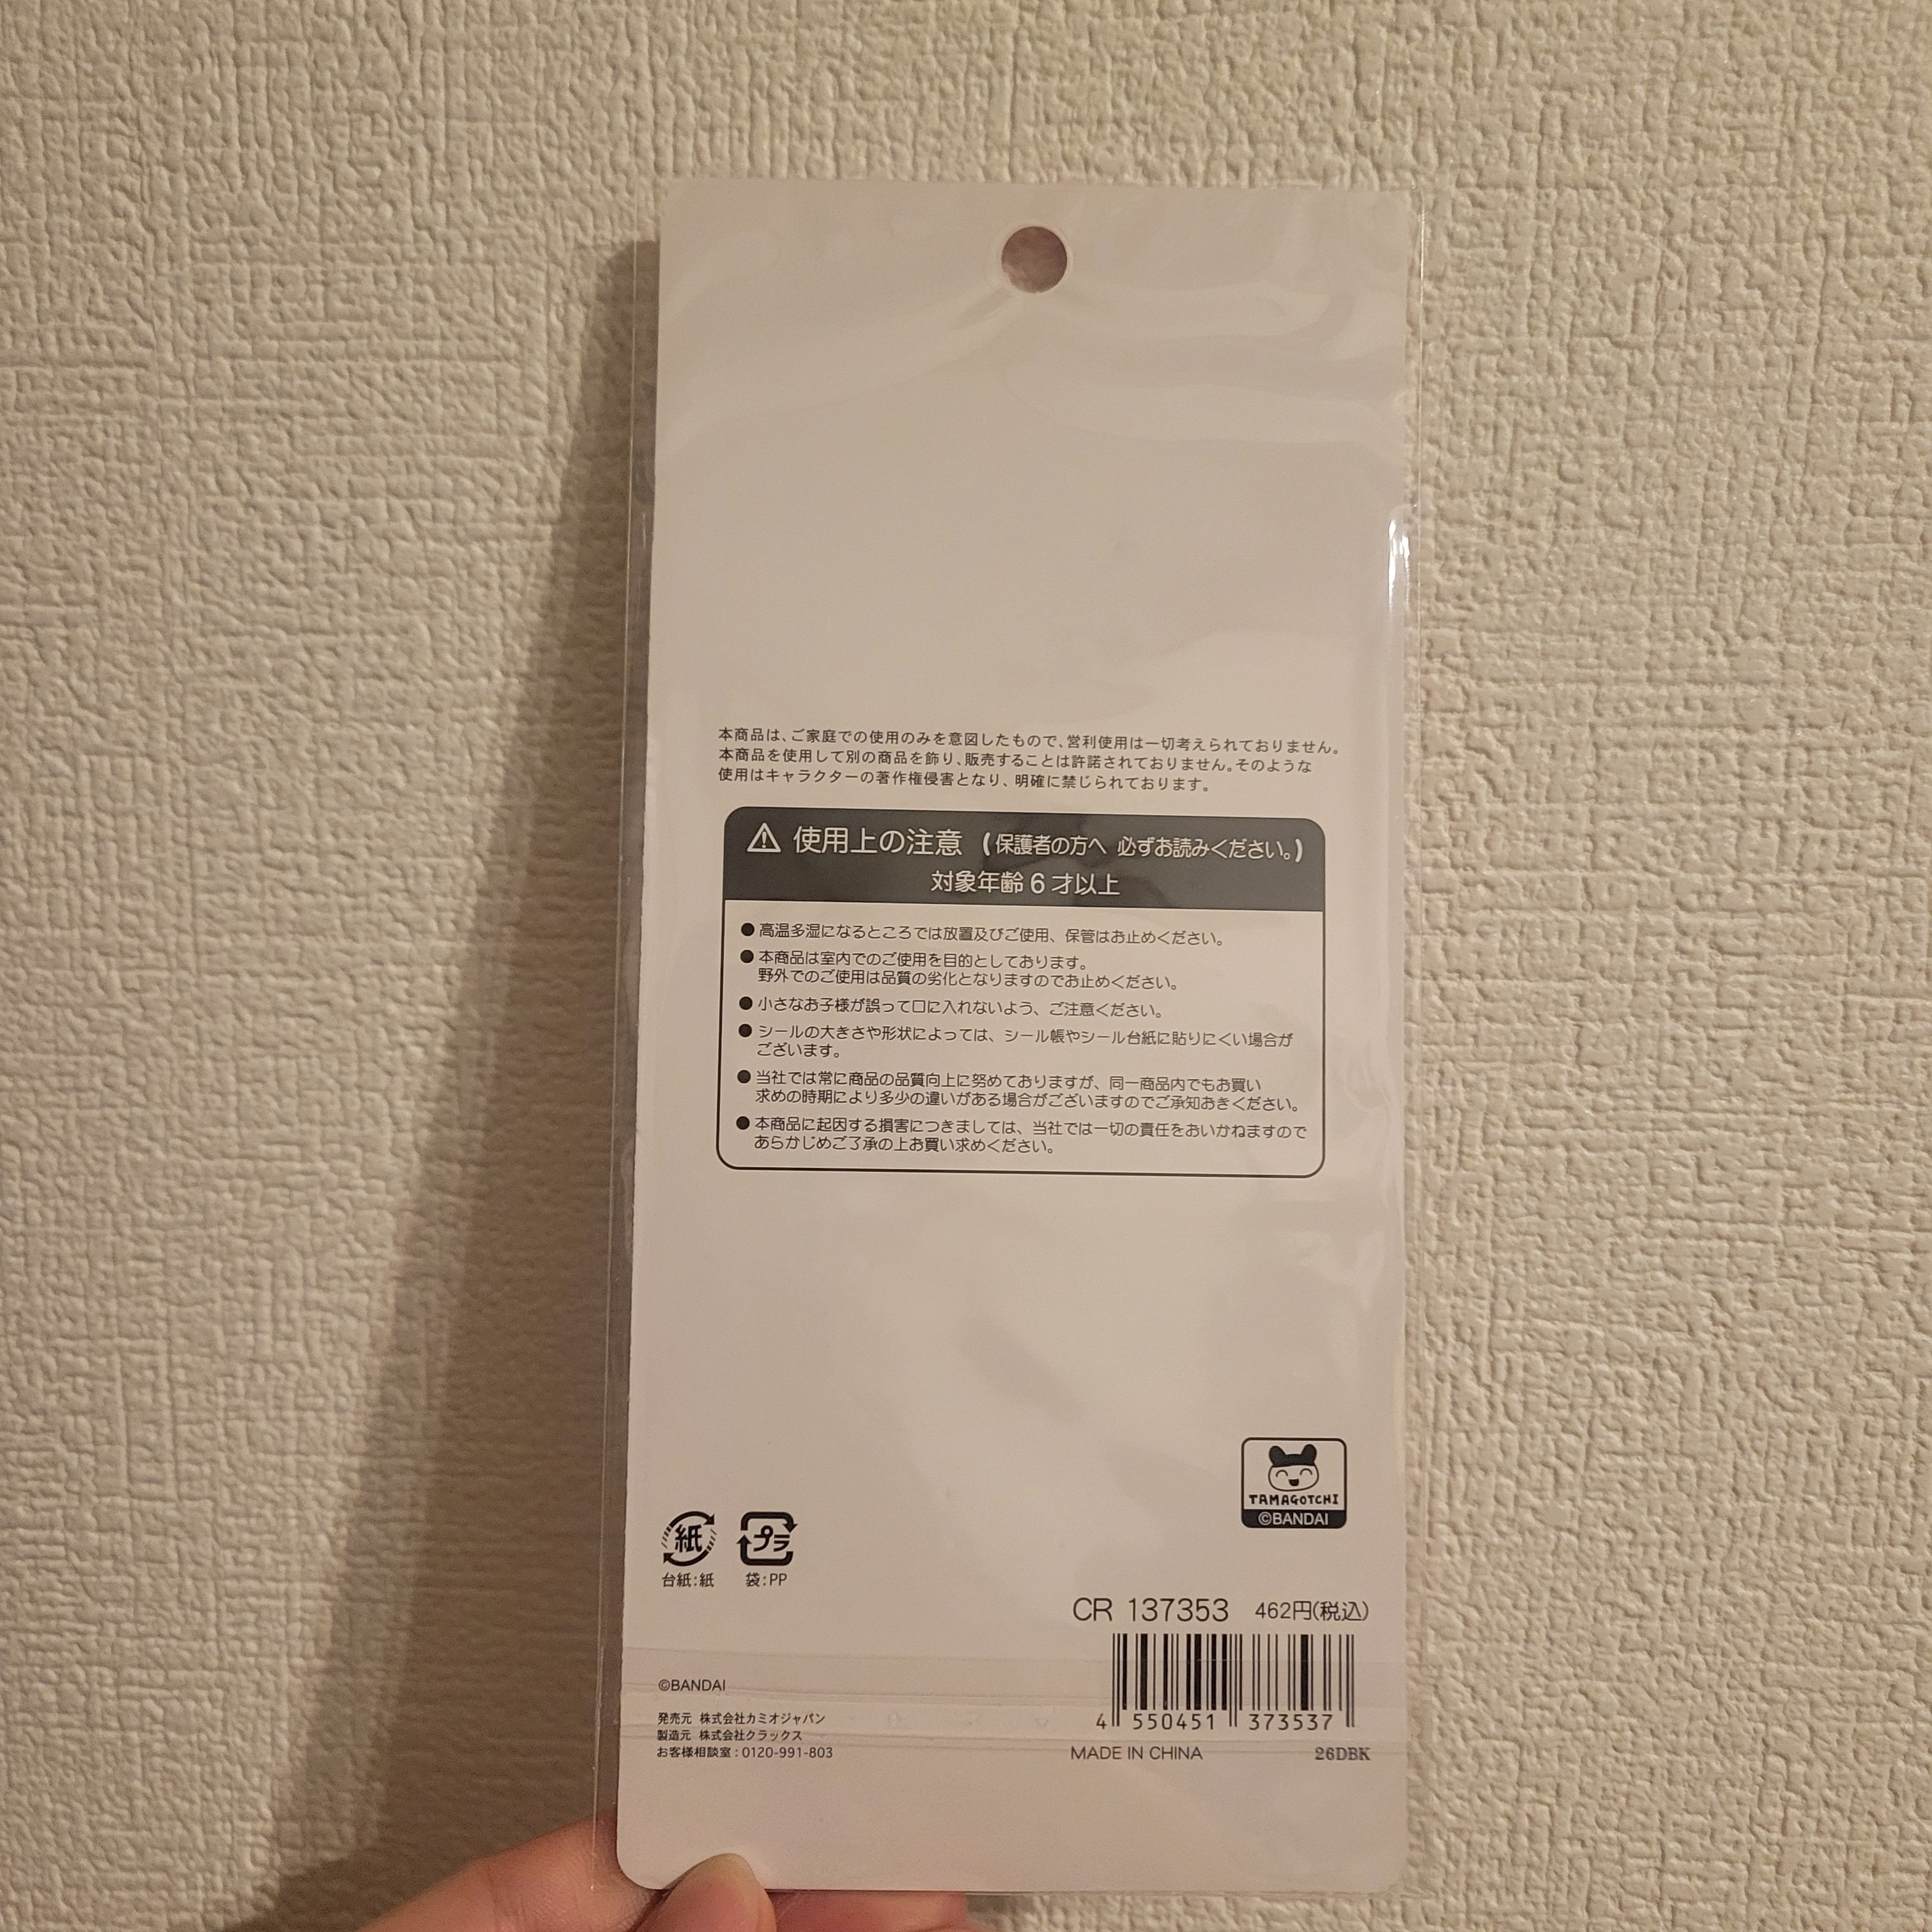 本商品は、ご家庭での使用のみを意図したもので、営利使用は一切考えられておりません。
本商品を使用して別の商品を飾り、販売することは許諾されておりません。そのような
使用はキャラクターの著作権侵害となり、明確に禁じられております。
使用上の注意 (保護者の方へ 必ずお読みください。)
対象年齢6才以上
●高温多湿になるところでは放置及びご使用、保管はお止めください。
●本商品は室内でのご使用を目的としております。
野外でのご使用は品質の劣化となりますのでお止めください。
●小さなお子様が誤って口に入れないよう、ご注意ください。
●シールの大きさや形状によっては、シール帳やシール台紙に貼りにくい場合が
ございます。
●当社では常に商品の品質向上に努めておりますが、同一商品内でもお買い
求めの時期により多少の違いがある場合がございますのでご承知おきください。
●本商品に起因する損害につきましては、当社では一切の責任をおいかねますので
あらかじめご了承の上お買い求めください。
TAMAGOTCHI
©BANDAI
紙 プラ
台紙:紙 袋:PP
CR 137353 462円(税込)
4 550451 373537
MADE IN CHINA 26DBK
©BANDAI
発売元 株式会社カミオジャパン
製造元 株式会社クラックス
お客様相談室:0120-991-803